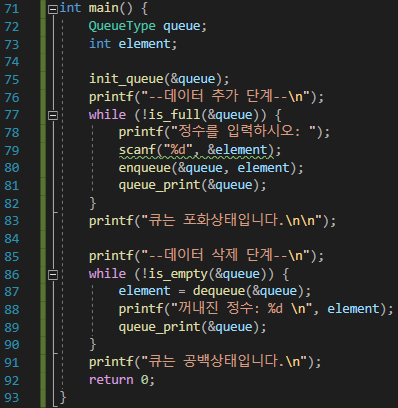 71 int main() {
72     QueueType queue;
73     int element;
74
75     init_queue(&queue);
76     printf("--데이터 추가 단계--\n");
77     while (!is_full(&queue)) {
78         printf("정수를 입력하시오: ");
79         scanf("%d", &element);
80         enqueue(&queue, element);
81         queue_print(&queue);
82     }
83     printf("큐는 포화상태입니다.\n\n");
84
85     printf("--데이터 삭제 단계--\n");
86     while (!is_empty(&queue)) {
87         element = dequeue(&queue);
88         printf("꺼내진 정수: %d \n", element);
89         queue_print(&queue);
90     }
91     printf("큐는 공백상태입니다.\n");
92     return 0;
93 }